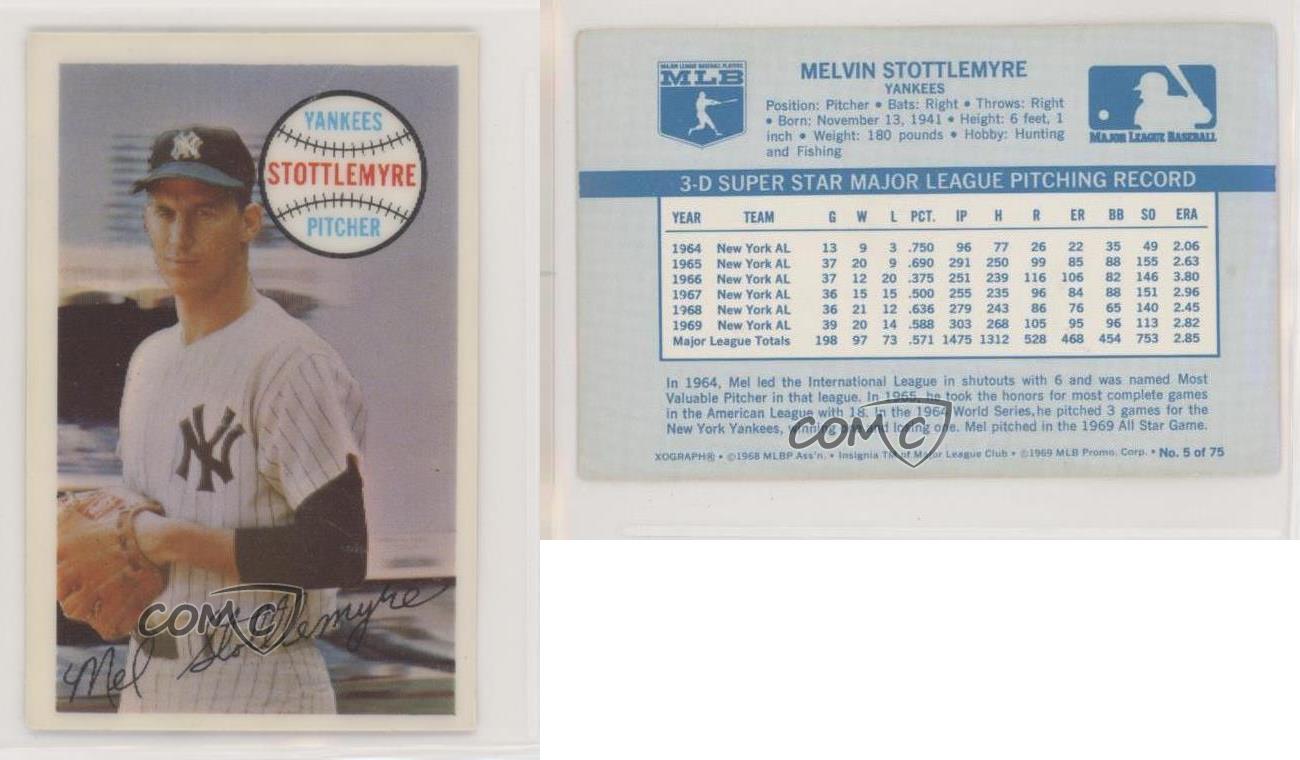 YANKEES
STOTTLEMYRE
PITCHER
NY
NY
COMC
Mel Stottlemyre
MAJOR LEAGUE BASEBALL PLAYERS
MLB
MELVIN STOTTLEMYRE
YANKEES
Position: Pitcher • Bats: Right • Throws: Right
• Born: November 13, 1941 • Height: 6 feet, 1
inch • Weight: 180 pounds • Hobby: Hunting
and Fishing
MAJOR LEAGUE BASEBALL
3-D SUPER STAR MAJOR LEAGUE PITCHING RECORD
YEAR TEAM G W L PCT. IP H R ER BB SO ERA
1964 New York AL 13 9 3 .750 96 77 26 22 35 49 2.06
1965 New York AL 37 20 9 .690 291 250 99 85 88 155 2.63
1966 New York AL 37 12 20 .375 251 239 116 106 82 146 3.80
1967 New York AL 36 15 15 .500 255 235 96 84 88 151 2.96
1968 New York AL 36 21 12 .636 279 243 86 76 65 140 2.45
1969 New York AL 39 20 14 .588 303 268 105 95 96 113 2.82
Major League Totals 198 97 73 .571 1475 1312 528 468 454 753 2.85
In 1964, Mel led the International League in shutouts with 6 and was named Most
Valuable Pitcher in that league. In 1965, he took the honors for most complete games
in the American League with 18. In the 1964 World Series, he pitched 3 games for the
New York Yankees, winning one and losing one. Mel pitched in the 1969 All Star Game.
COMC
XOGRAPH® • ©1968 MLBP Ass'n. • Insignia TM of Major League Club • ©1969 MLB Promo. Corp. • No. 5 of 75